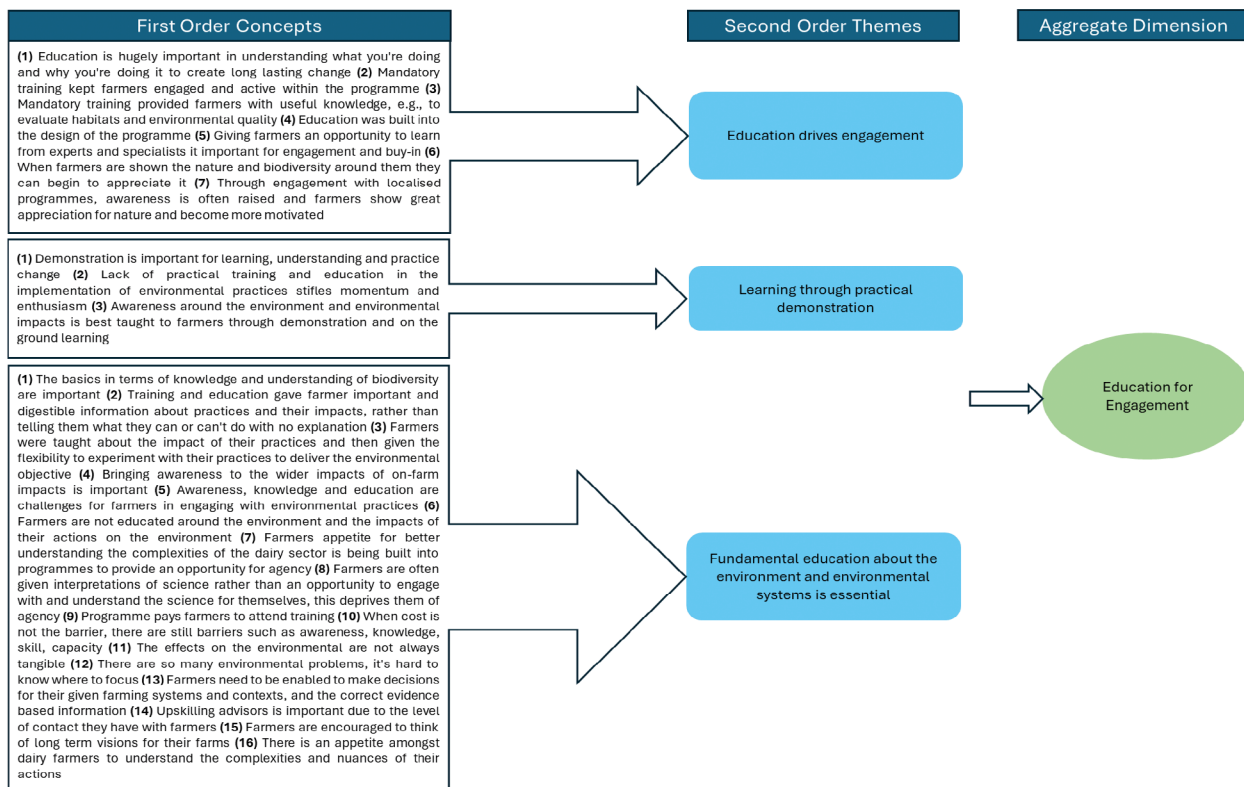 First Order Concepts
Second Order Themes
Aggregate Dimension
(1) Education is hugely important in understanding what you're doing
and why you're doing it to create long lasting change (2) Mandatory
training kept farmers engaged and active within the programme (3)
Mandatory training provided farmers with useful knowledge, e.g., to
evaluate habitats and environmental quality (4) Education was built into
the design of the programme (5) Giving farmers an opportunity to learn
from experts and specialists it important for engagement and buy-in (6)
When farmers are shown the nature and biodiversity around them they
can begin to appreciate it (7) Through engagement with localised
programmes, awareness is often raised and farmers show great
appreciation for nature and become more motivated
Education drives engagement
(1) Demonstration is important for learning, understanding and practice
change (2) Lack of practical training and education in the
implementation of environmental practices stifles momentum and
enthusiasm (3) Awareness around the environment and environmental
impacts is best taught to farmers through demonstration and on the
ground learning
Learning through practical
demonstration
(1) The basics in terms of knowledge and understanding of biodiversity
are important (2) Training and education gave farmer important and
digestible information about practices and their impacts, rather than
telling them what they can or can't do with no explanation (3) Farmers
were taught about the impact of their practices and then given the
flexibility to experiment with their practices to deliver the environmental
objective (4) Bringing awareness to the wider impacts of on-farm
impacts is important (5) Awareness, knowledge and education are
challenges for farmers in engaging with environmental practices (6)
Farmers are not educated around the environment and the impacts of
their actions on the environment (7) Farmers appetite for better
understanding the complexities of the dairy sector is being built into
programmes to provide an opportunity for agency (8) Farmers are often
given interpretations of science rather than an opportunity to engage
with and understand the science for themselves, this deprives them of
agency (9) Programme pays farmers to attend training (10) When cost is
not the barrier, there are still barriers such as awareness, knowledge,
skill, capacity (11) The effects on the environmental are not always
tangible (12) There are so many environmental problems, it's hard to
know where to focus (13) Farmers need to be enabled to make decisions
for their given farming systems and contexts, and the correct evidence
based information (14) Upskilling advisors is important due to the level
of contact they have with farmers (15) Farmers are encouraged to think
of long term visions for their farms (16) There is an appetite amongst
dairy farmers to understand the complexities and nuances of their
actions
Fundamental education about the
environment and environmental
systems is essential
Education for
Engagement